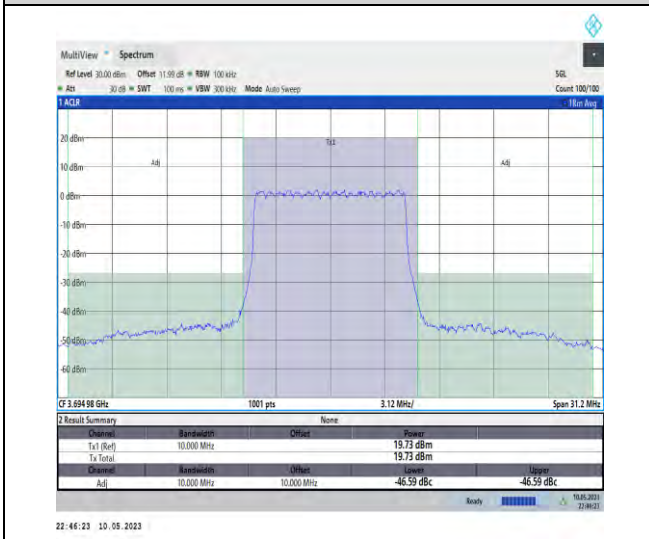 MultiView Spectrum
Ref Level 30.00 dBm Offset 11.99 dB RBW 100 kHz SGL
Att 30 dB SWT 100 ms VBW 300 kHz Mode Auto Sweep Count 100/100
1 ACLR 1Rm Avg
20 dBm Tx1
10 dBm Adj Adj
0 dBm
-10 dBm
-20 dBm
-30 dBm
-40 dBm
-50 dBm
-60 dBm
CF 3.694 98 GHz 1001 pts 3.12 MHz/ Span 31.2 MHz
2 Result Summary None
Channel Bandwidth Offset Power
Tx1 (Ref) 10.000 MHz 19.73 dBm
Tx Total 19.73 dBm
Channel Bandwidth Offset Lower Upper
Adj 10.000 MHz 10.000 MHz -46.59 dBc -46.59 dBc
Ready 10.05.2023
22:46:23
22:46:23 10.05.2023